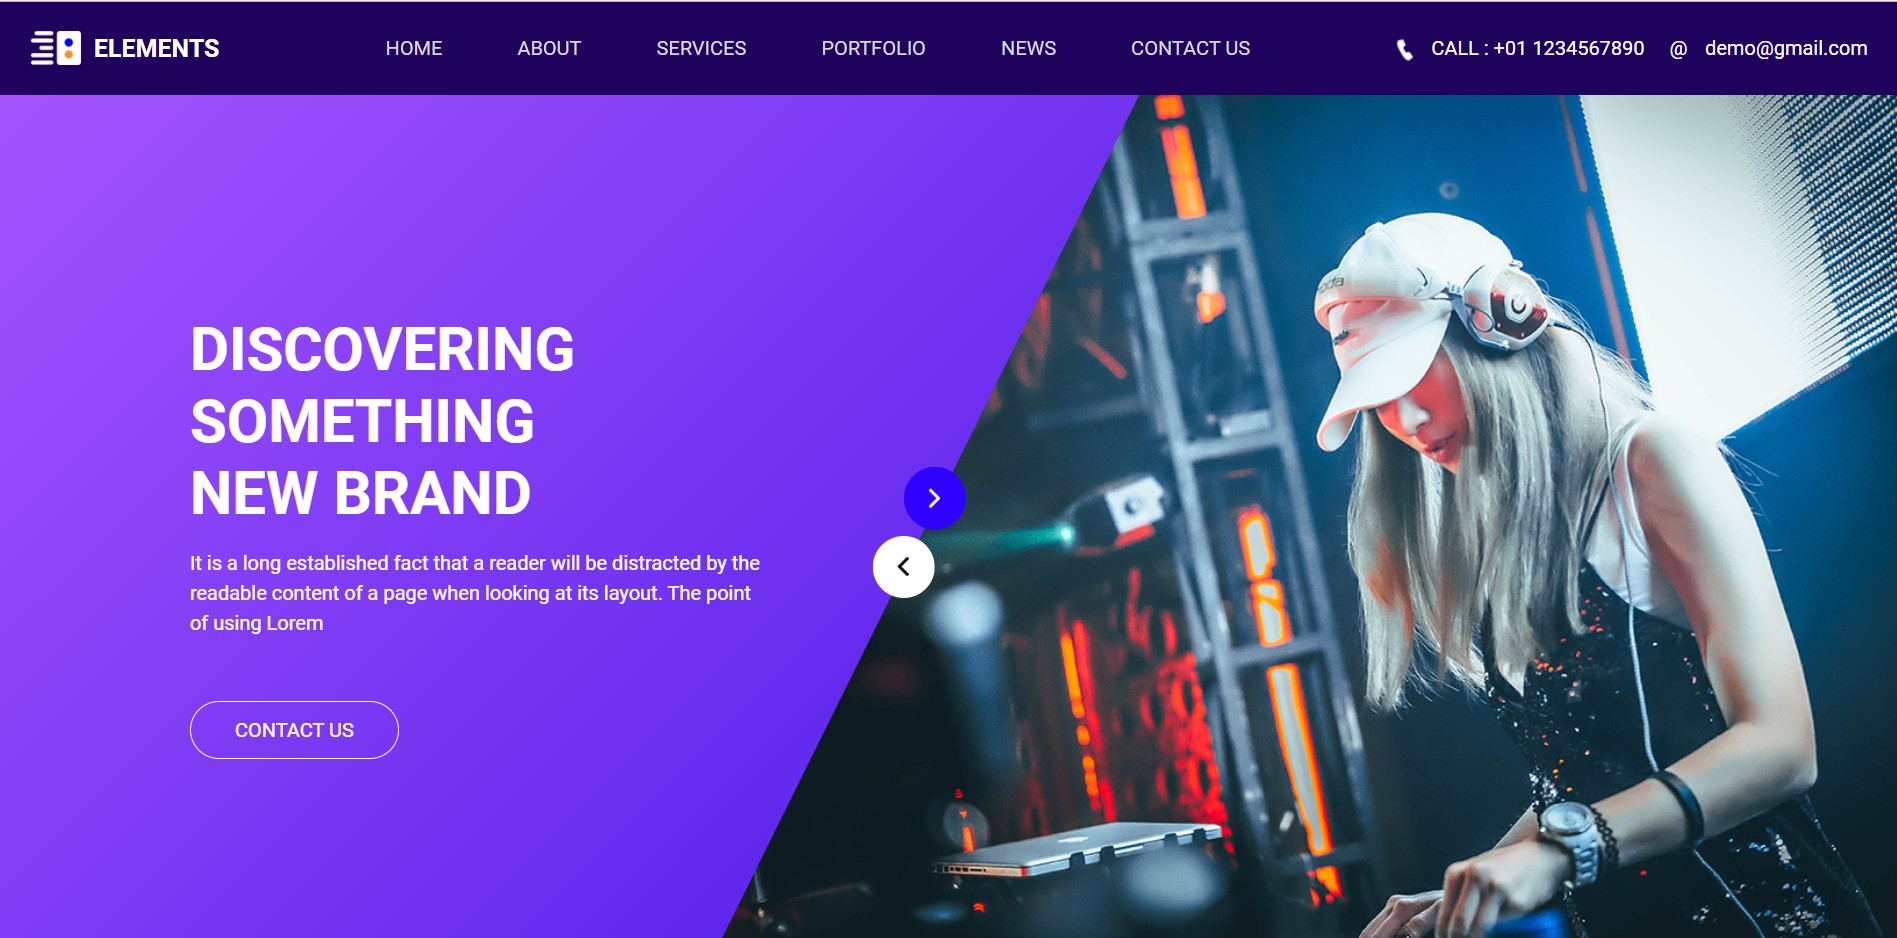 ELEMENTS
HOME
ABOUT
SERVICES
PORTFOLIO
NEWS
CONTACT US
CALL : +01 1234567890
@ demo@gmail.com
DISCOVERING
SOMETHING
NEW BRAND
It is a long established fact that a reader will be distracted by the
readable content of a page when looking at its layout. The point
of using Lorem
CONTACT US